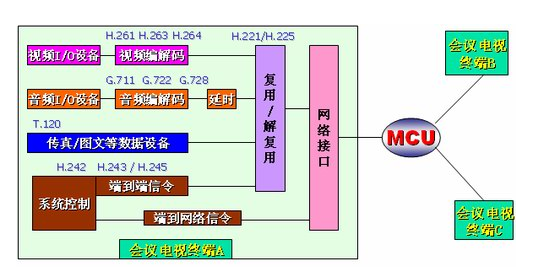 H.261 H.263 H.264
H.221/H.225
视频I/O设备
视频编解码
G.711 G.722 G.728
音频I/O设备
音频编解码
延时
复用/解复用
网络接口
T.120
传真/图文等数据设备
H.242 H.243 / H.245
系统控制
端到端信令
端到网络信令
会议电视终端A
MCU
会议电视
终端B
会议电视
终端C